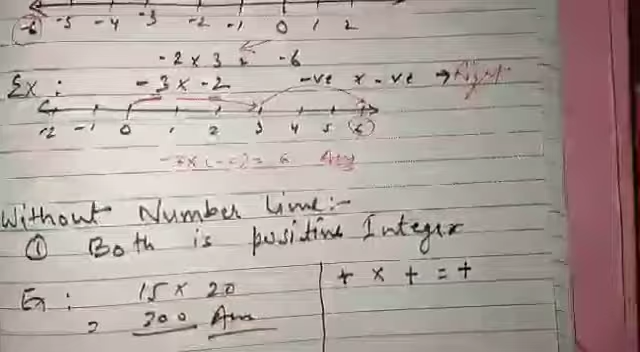 -6 -5 -4 -3 -2 -1 0 1 2
-2 x 3 = -6
Ex : -3 x -2 -ve x -ve →
-2 -1 0 1 2 3 4 5 6
-3x(-2)= 6 Ans
Without Number line:-
① Both is positive Integer
Ex : 15 x 20 + x + = +
= 300 Ans